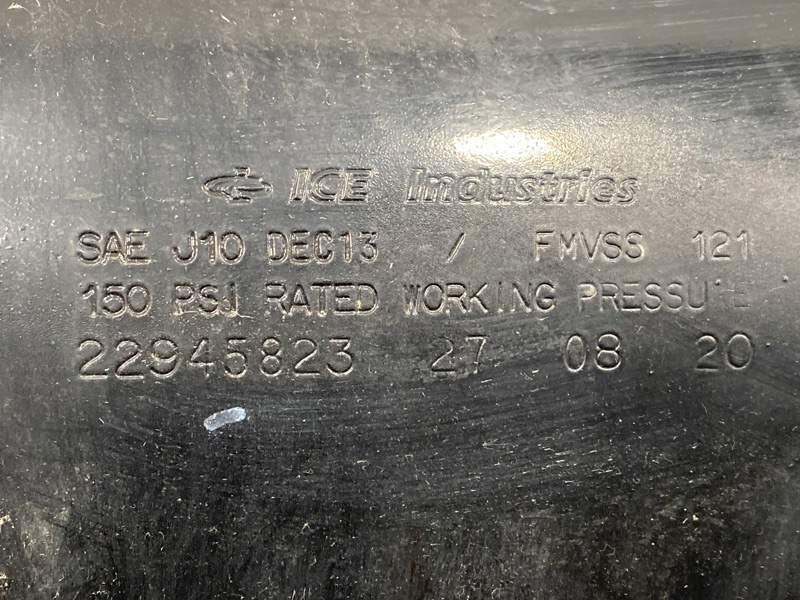 ICE Industries
SAE J10 DEC13 / FMVSS 121
150 PSI RATED WORKING PRESSURE
22945823 27 08 20